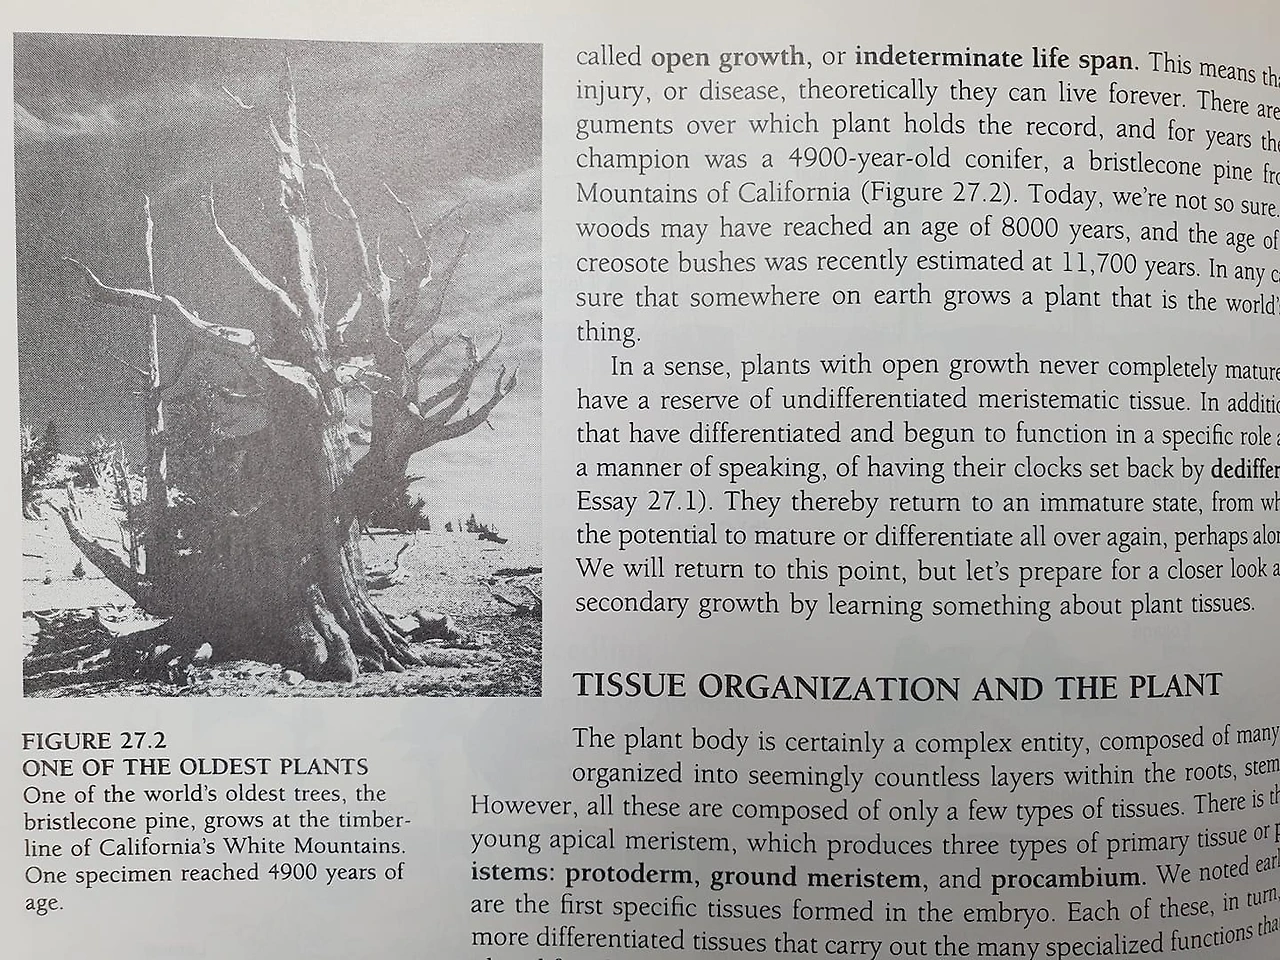 called open growth, or indeterminate life span. This means
injury, or disease, theoretically they can live forever. There are
guments over which plant holds the record, and for years
champion was a 4900-year-old conifer, a bristlecone pine
Mountains of California (Figure 27.2). Today, we're not so sure.
woods may have reached an age of 8000 years, and the age of
creosote bushes was recently estimated at 11,700 years. In any
sure that somewhere on earth grows a plant that is the world's
thing.
In a sense, plants with open growth never completely mature
have a reserve of undifferentiated meristematic tissue. In
that have differentiated and begun to function in a specific role
a manner of speaking, of having their clocks set back by
Essay 27.1). They thereby return to an immature state, from
the potential to mature or differentiate all over again, perhaps
We will return to this point, but let's prepare for a closer look
secondary growth by learning something about plant tissues.
TISSUE ORGANIZATION AND THE PLANT
The plant body is certainly a complex entity, composed of many
organized into seemingly countless layers within the roots,
However, all these are composed of only a few types of tissues. There is
young apical meristem, which produces three types of primary tissue or
istems: protoderm, ground meristem, and procambium. We noted
are the first specific tissues formed in the embryo. Each of these, in turn,
more differentiated tissues that carry out the many specialized functions
FIGURE 27.2
ONE OF THE OLDEST PLANTS
One of the world's oldest trees, the
bristlecone pine, grows at the timber-
line of California's White Mountains.
One specimen reached 4900 years of
age.